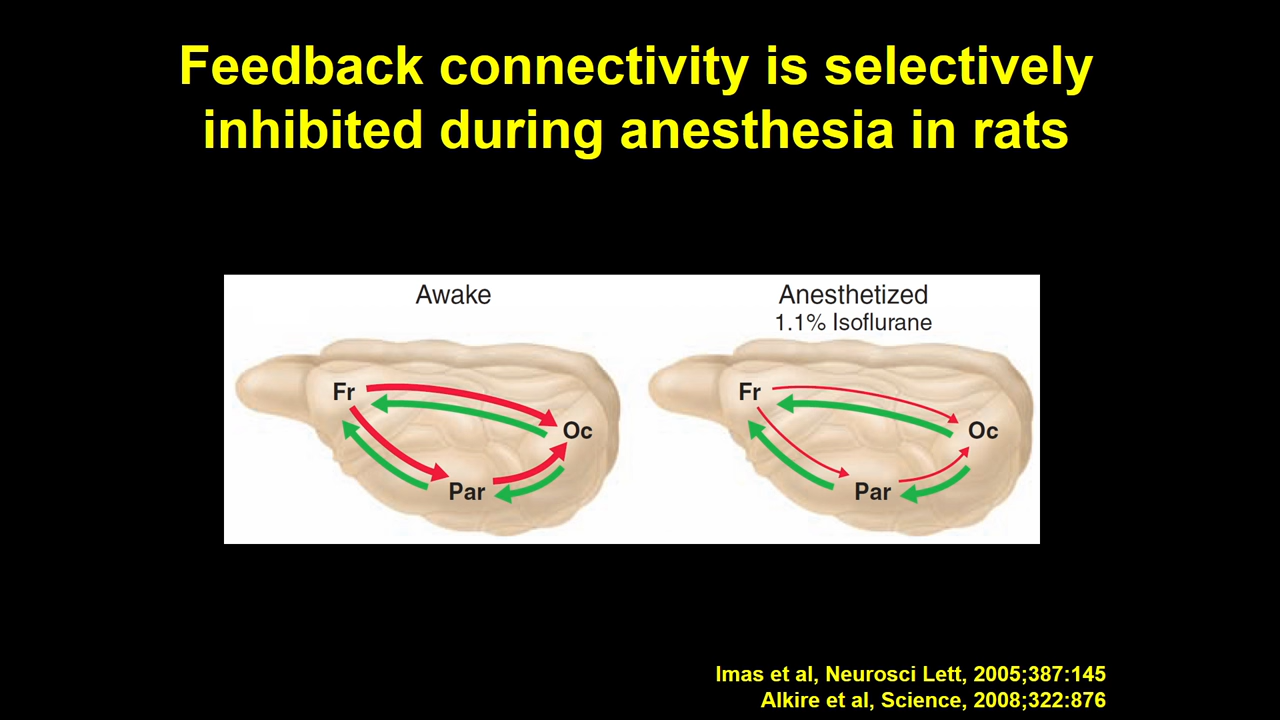 Feedback connectivity is selectively
inhibited during anesthesia in rats
Awake
Fr
Oc
Par
Anesthetized
1.1% Isoflurane
Fr
Oc
Par
Imas et al, Neurosci Lett, 2005;387:145
Alkire et al, Science, 2008;322:876